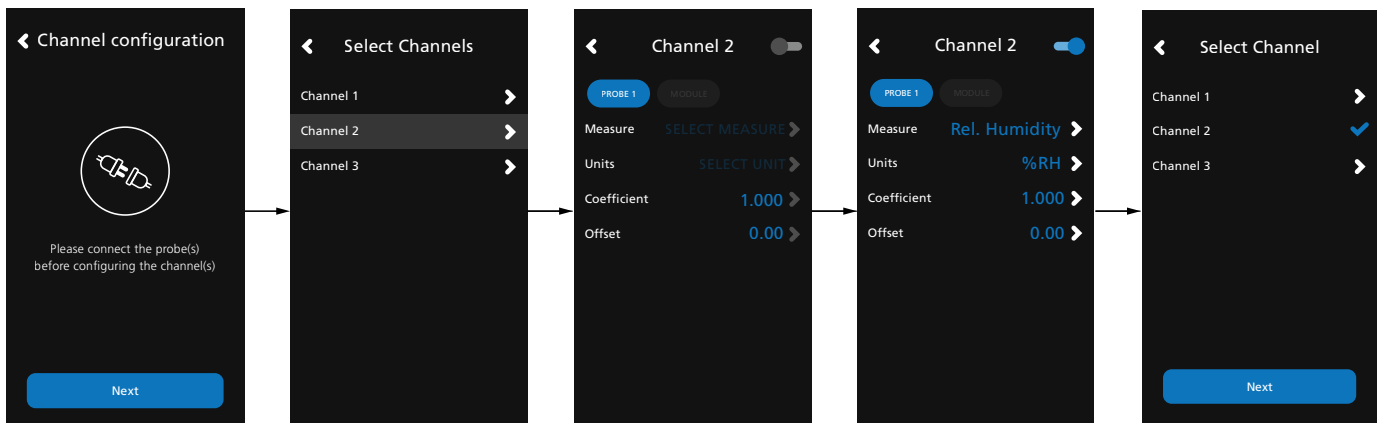 Channel configuration
Please connect the probe(s)
before configuring the channel(s)
Next
Select Channels
Channel 1
Channel 2
Channel 3
Channel 2
PROBE 1 MODULE
Measure SELECT MEASURE
Units SELECT UNIT
Coefficient 1.000
Offset 0.00
Channel 2
PROBE 1 MODULE
Measure Rel. Humidity
Units %RH
Coefficient 1.000
Offset 0.00
Select Channel
Channel 1
Channel 2
Channel 3
Next